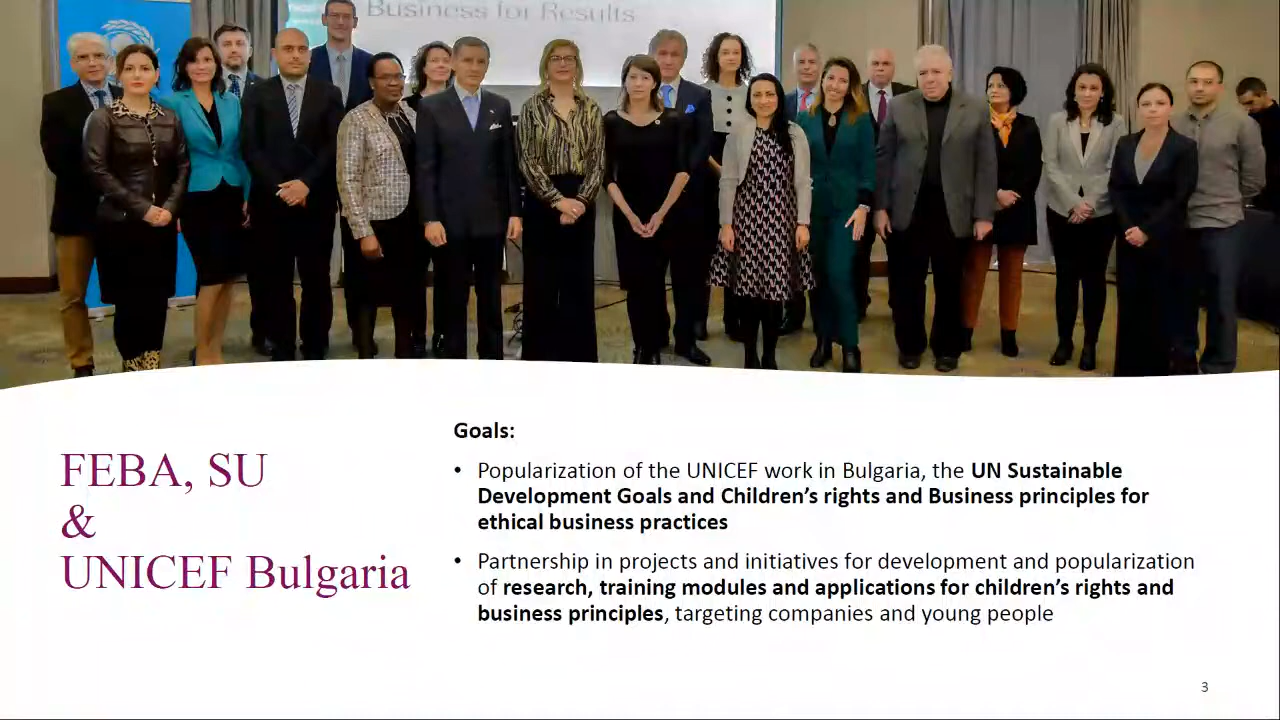 Business for Results
FEBA, SU
&
UNICEF Bulgaria
Goals:
• Popularization of the UNICEF work in Bulgaria, the UN Sustainable
Development Goals and Children’s rights and Business principles for
ethical business practices
• Partnership in projects and initiatives for development and popularization
of research, training modules and applications for children’s rights and
business principles, targeting companies and young people
3